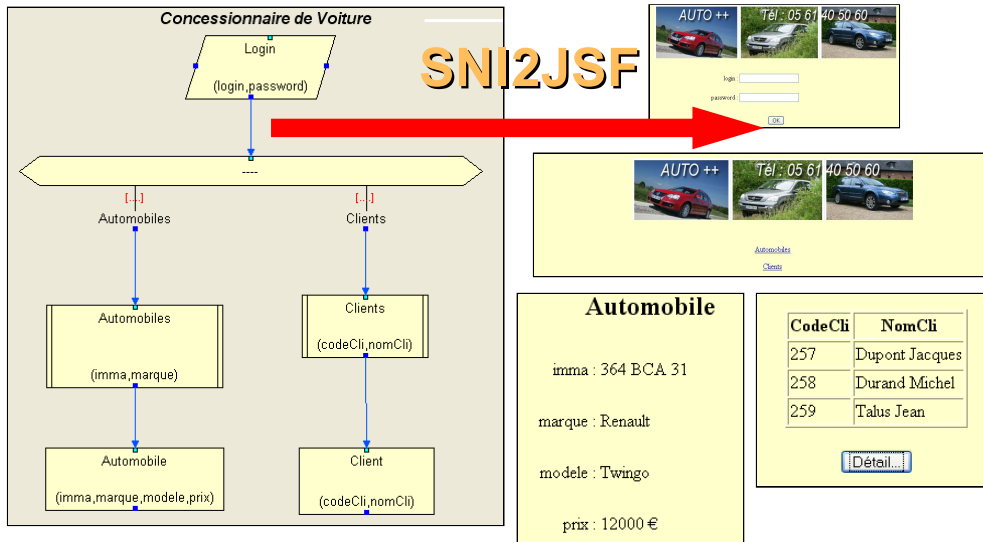 Concessionnaire de Voiture
Login
(login,password)
----
[....]
[....]
Automobiles
Clients
Automobiles
(imma,marque)
Clients
(codeCli,nomCli)
Automobile
(imma,marque,modele,prix)
Client
(codeCli,nomCli)
SNI2JSF
AUTO ++ Tél : 05 61 40 50 60
login :
password :
OK
AUTO ++ Tél : 05 61 40 50 60
Automobiles
Clients
Automobile
imma : 364 BCA 31
marque : Renault
modele : Twingo
prix : 12000 €
CodeCli NomCli
257 Dupont Jacques
258 Durand Michel
259 Talus Jean
Détail...